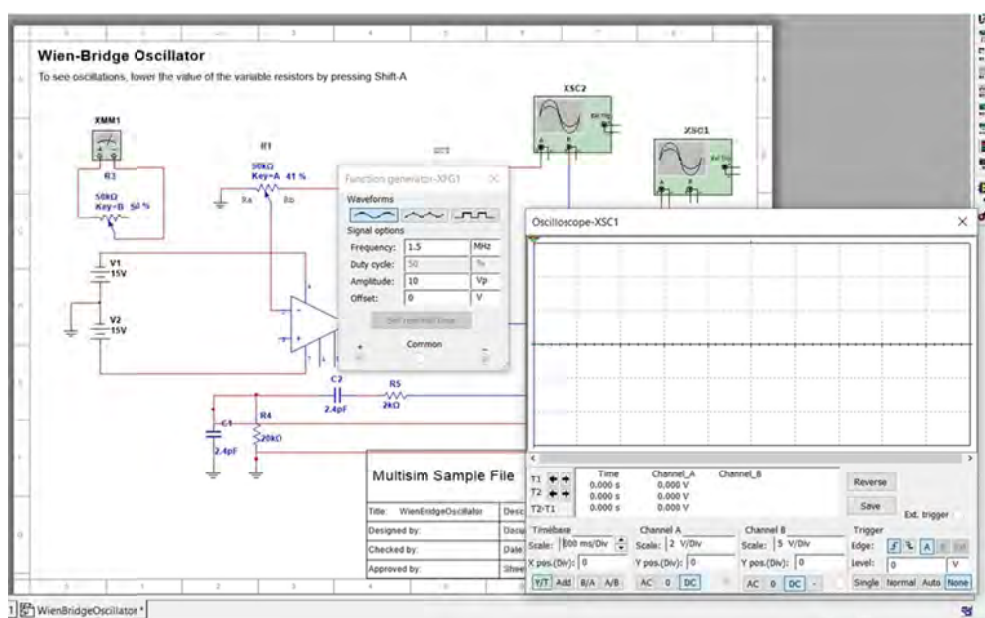 Wien-Bridge Oscillator
To see oscillations, lower the value of the variable resistors by pressing Shift-A
XSC2
Ext Trig
XMM1
R1
XSC1
50kΩ
Key=A 41 %
Ra Rb
R3
50kΩ
Key=B
Function generator-XFG1
Waveforms
Signal options
Frequency: 1.5 MHz
Duty cycle: 50 %
Amplitude: 10 Vp
Offset: 0 V
Common
+ -
V1
15V
V2
15V
C2
2.4pF
R5
2kΩ
C1
2.4pF
R4
20kΩ
Oscilloscope-XSC1
Time Channel_A Channel_B
T1 0.000 s 0.000 V
T2 0.000 s 0.000 V
T2-T1 0.000 s 0.000 V
Reverse
Save
Ext. trigger
Timebase
Scale: 800 ms/Div
X pos.(Div): 0
Y/T Add B/A A/B
Channel A
Scale: 2 V/Div
Y pos.(Div): 0
AC 0 DC
Channel B
Scale: 5 V/Div
Y pos.(Div): 0
AC 0 DC -
Trigger
Edge: A B Ext
Level: 0 V
Single Normal Auto None
Multisim Sample File
Title: WienBridgeOscillator
Designed by:
Checked by:
Date
Approved by:
WienBridgeOscillator *